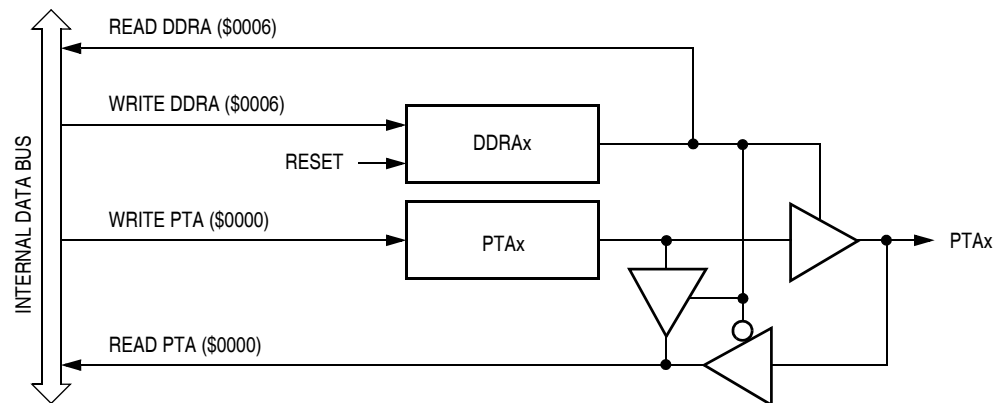 READ DDRA ($0006)
WRITE DDRA ($0006)
DDRAx
RESET
INTERNAL DATA BUS
WRITE PTA ($0000)
PTAx
PTAx
READ PTA ($0000)